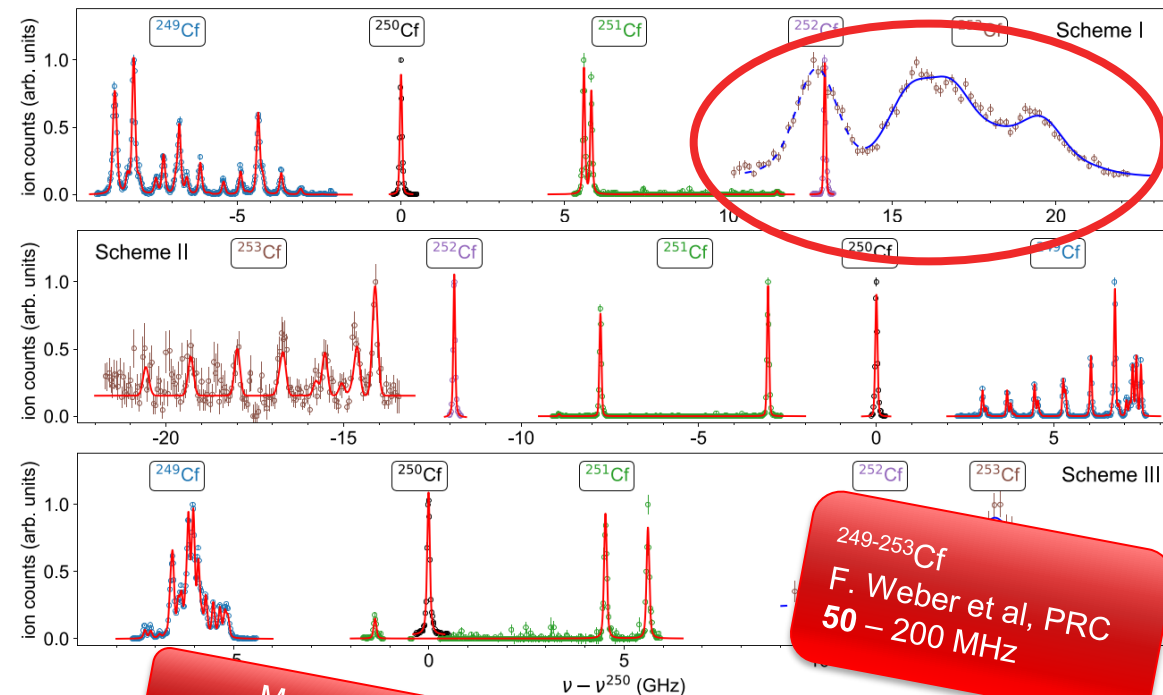 ion counts (arb. units)
²⁴⁹Cf
²⁵⁰Cf
²⁵¹Cf
²⁵²Cf
²⁵³Cf
Scheme I
1.0
0.5
0.0
-5 0 5 10 15 20
ion counts (arb. units)
Scheme II
²⁵³Cf
²⁵²Cf
²⁵¹Cf
²⁵⁰Cf
²⁴⁹Cf
1.0
0.5
0.0
-20 -15 -10 -5 0 5
ion counts (arb. units)
²⁴⁹Cf
²⁵⁰Cf
²⁵¹Cf
²⁵²Cf
²⁵³Cf
Scheme III
1.0
0.5
0.0
0 5
ν − ν²⁵⁰ (GHz)
²⁴⁹⁻²⁵³Cf
F. Weber et al, PRC
50 – 200 MHz